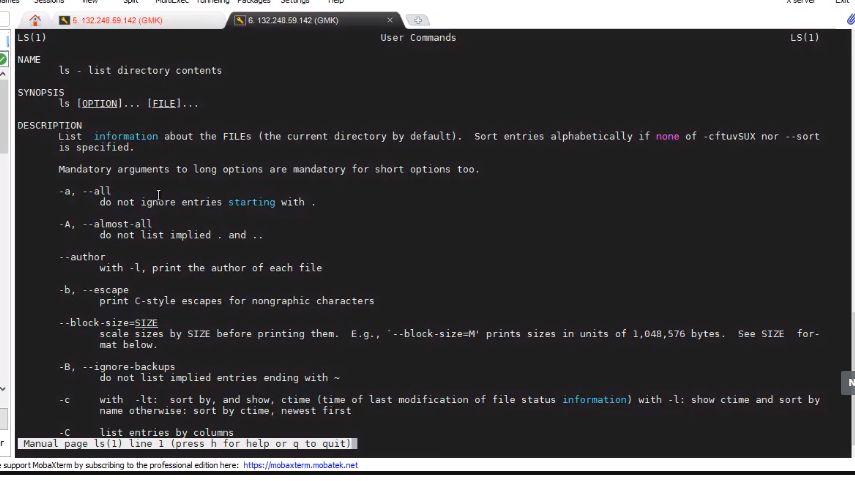 Sessions View Split MultiExec Tunneling Packages Settings Help X server Exit
5. 132.248.59.142 (GMK) 6. 132.248.59.142 (GMK)
LS(1) User Commands LS(1)
NAME
ls - list directory contents
SYNOPSIS
ls [OPTION]... [FILE]...
DESCRIPTION
List information about the FILEs (the current directory by default). Sort entries alphabetically if none of -cftuvSUX nor --sort
is specified.
Mandatory arguments to long options are mandatory for short options too.
-a, --all
do not ignore entries starting with .
-A, --almost-all
do not list implied . and ..
--author
with -l, print the author of each file
-b, --escape
print C-style escapes for nongraphic characters
--block-size=SIZE
scale sizes by SIZE before printing them. E.g., `--block-size=M' prints sizes in units of 1,048,576 bytes. See SIZE for-
mat below.
-B, --ignore-backups
do not list implied entries ending with ~
-c with -lt: sort by, and show, ctime (time of last modification of file status information) with -l: show ctime and sort by
name otherwise: sort by ctime, newest first
-C list entries by columns
Manual page ls(1) line 1 (press h for help or q to quit)
e support MobaXterm by subscribing to the professional edition here: https://mobaxterm.mobatek.net